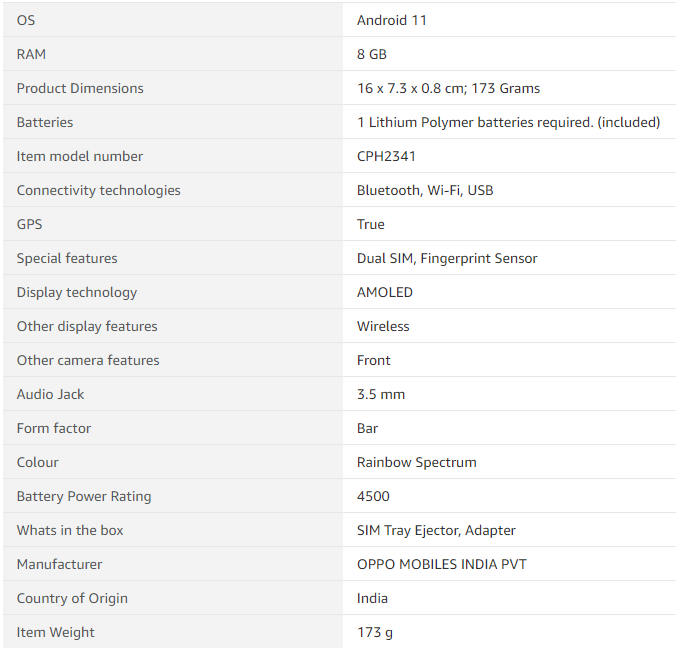 OS Android 11
RAM 8 GB
Product Dimensions 16 x 7.3 x 0.8 cm; 173 Grams
Batteries 1 Lithium Polymer batteries required. (included)
Item model number CPH2341
Connectivity technologies Bluetooth, Wi-Fi, USB
GPS True
Special features Dual SIM, Fingerprint Sensor
Display technology AMOLED
Other display features Wireless
Other camera features Front
Audio Jack 3.5 mm
Form factor Bar
Colour Rainbow Spectrum
Battery Power Rating 4500
Whats in the box SIM Tray Ejector, Adapter
Manufacturer OPPO MOBILES INDIA PVT
Country of Origin India
Item Weight 173 g